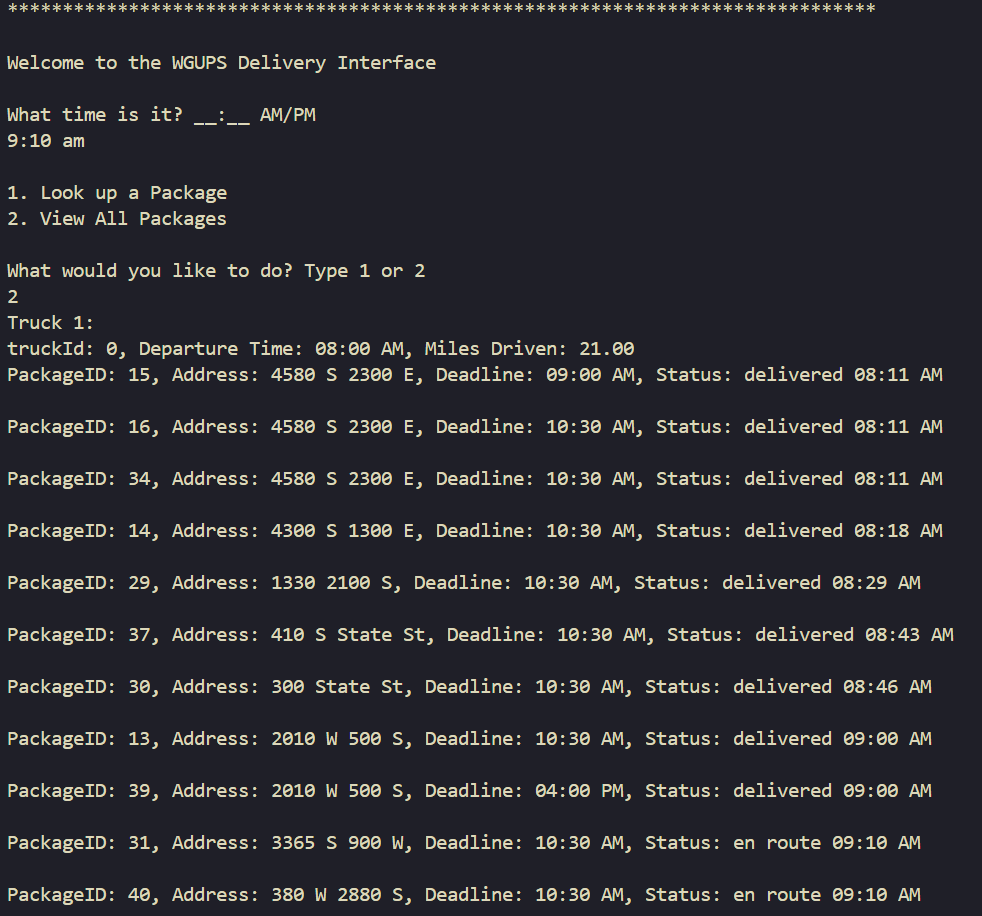 *******************************************************************************
Welcome to the WGUPS Delivery Interface
What time is it? __:__ AM/PM
9:10 am
1. Look up a Package
2. View All Packages
What would you like to do? Type 1 or 2
2
Truck 1:
truckId: 0, Departure Time: 08:00 AM, Miles Driven: 21.00
PackageID: 15, Address: 4580 S 2300 E, Deadline: 09:00 AM, Status: delivered 08:11 AM
PackageID: 16, Address: 4580 S 2300 E, Deadline: 10:30 AM, Status: delivered 08:11 AM
PackageID: 34, Address: 4580 S 2300 E, Deadline: 10:30 AM, Status: delivered 08:11 AM
PackageID: 14, Address: 4300 S 1300 E, Deadline: 10:30 AM, Status: delivered 08:18 AM
PackageID: 29, Address: 1330 2100 S, Deadline: 10:30 AM, Status: delivered 08:29 AM
PackageID: 37, Address: 410 S State St, Deadline: 10:30 AM, Status: delivered 08:43 AM
PackageID: 30, Address: 300 State St, Deadline: 10:30 AM, Status: delivered 08:46 AM
PackageID: 13, Address: 2010 W 500 S, Deadline: 10:30 AM, Status: delivered 09:00 AM
PackageID: 39, Address: 2010 W 500 S, Deadline: 04:00 PM, Status: delivered 09:00 AM
PackageID: 31, Address: 3365 S 900 W, Deadline: 10:30 AM, Status: en route 09:10 AM
PackageID: 40, Address: 380 W 2880 S, Deadline: 10:30 AM, Status: en route 09:10 AM